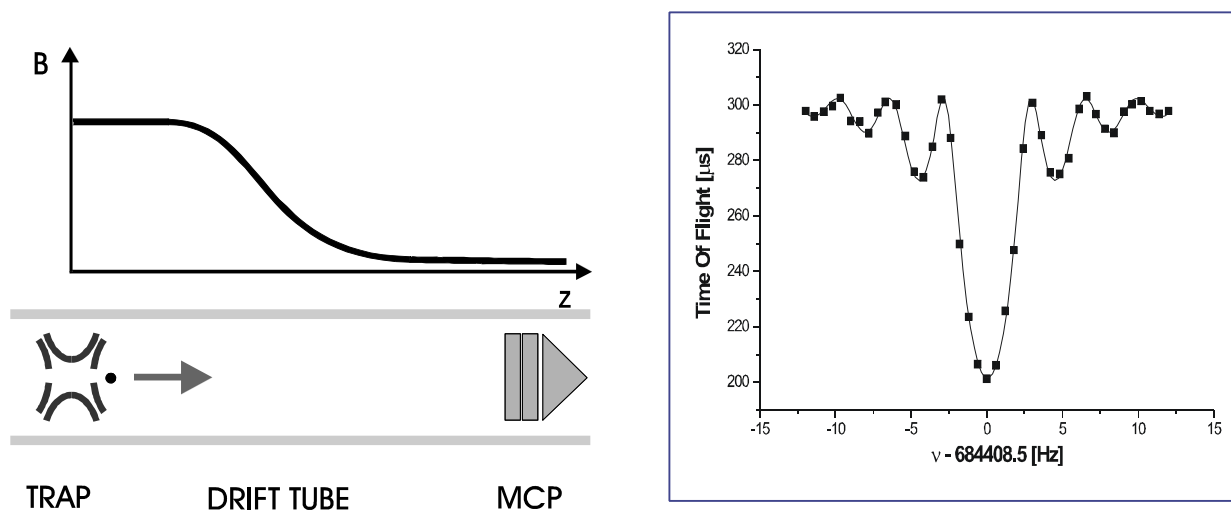 B
z
TRAP DRIFT TUBE MCP
Time Of Flight [μs]
320
300
280
260
240
220
200
-15 -10 -5 0 5 10 15
ν - 684408.5 [Hz]